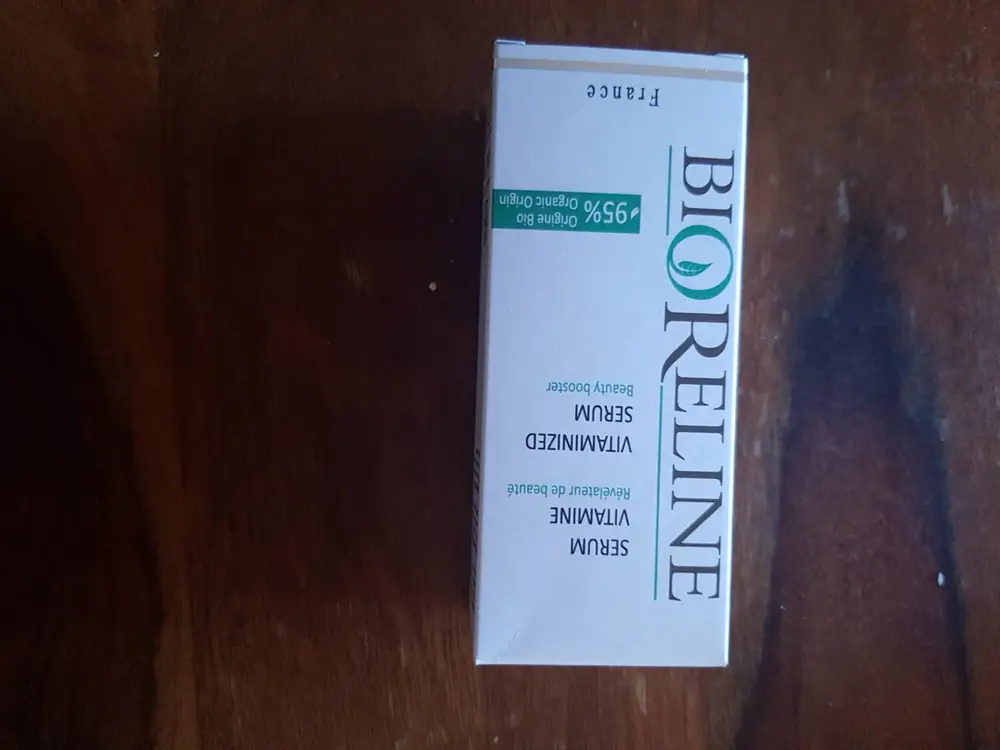 BIORELINE
SERUM
VITAMINE
Révélateur de beauté
VITAMINIZED
SERUM
Beauty booster
95% Origine Bio
Organic Origin
France